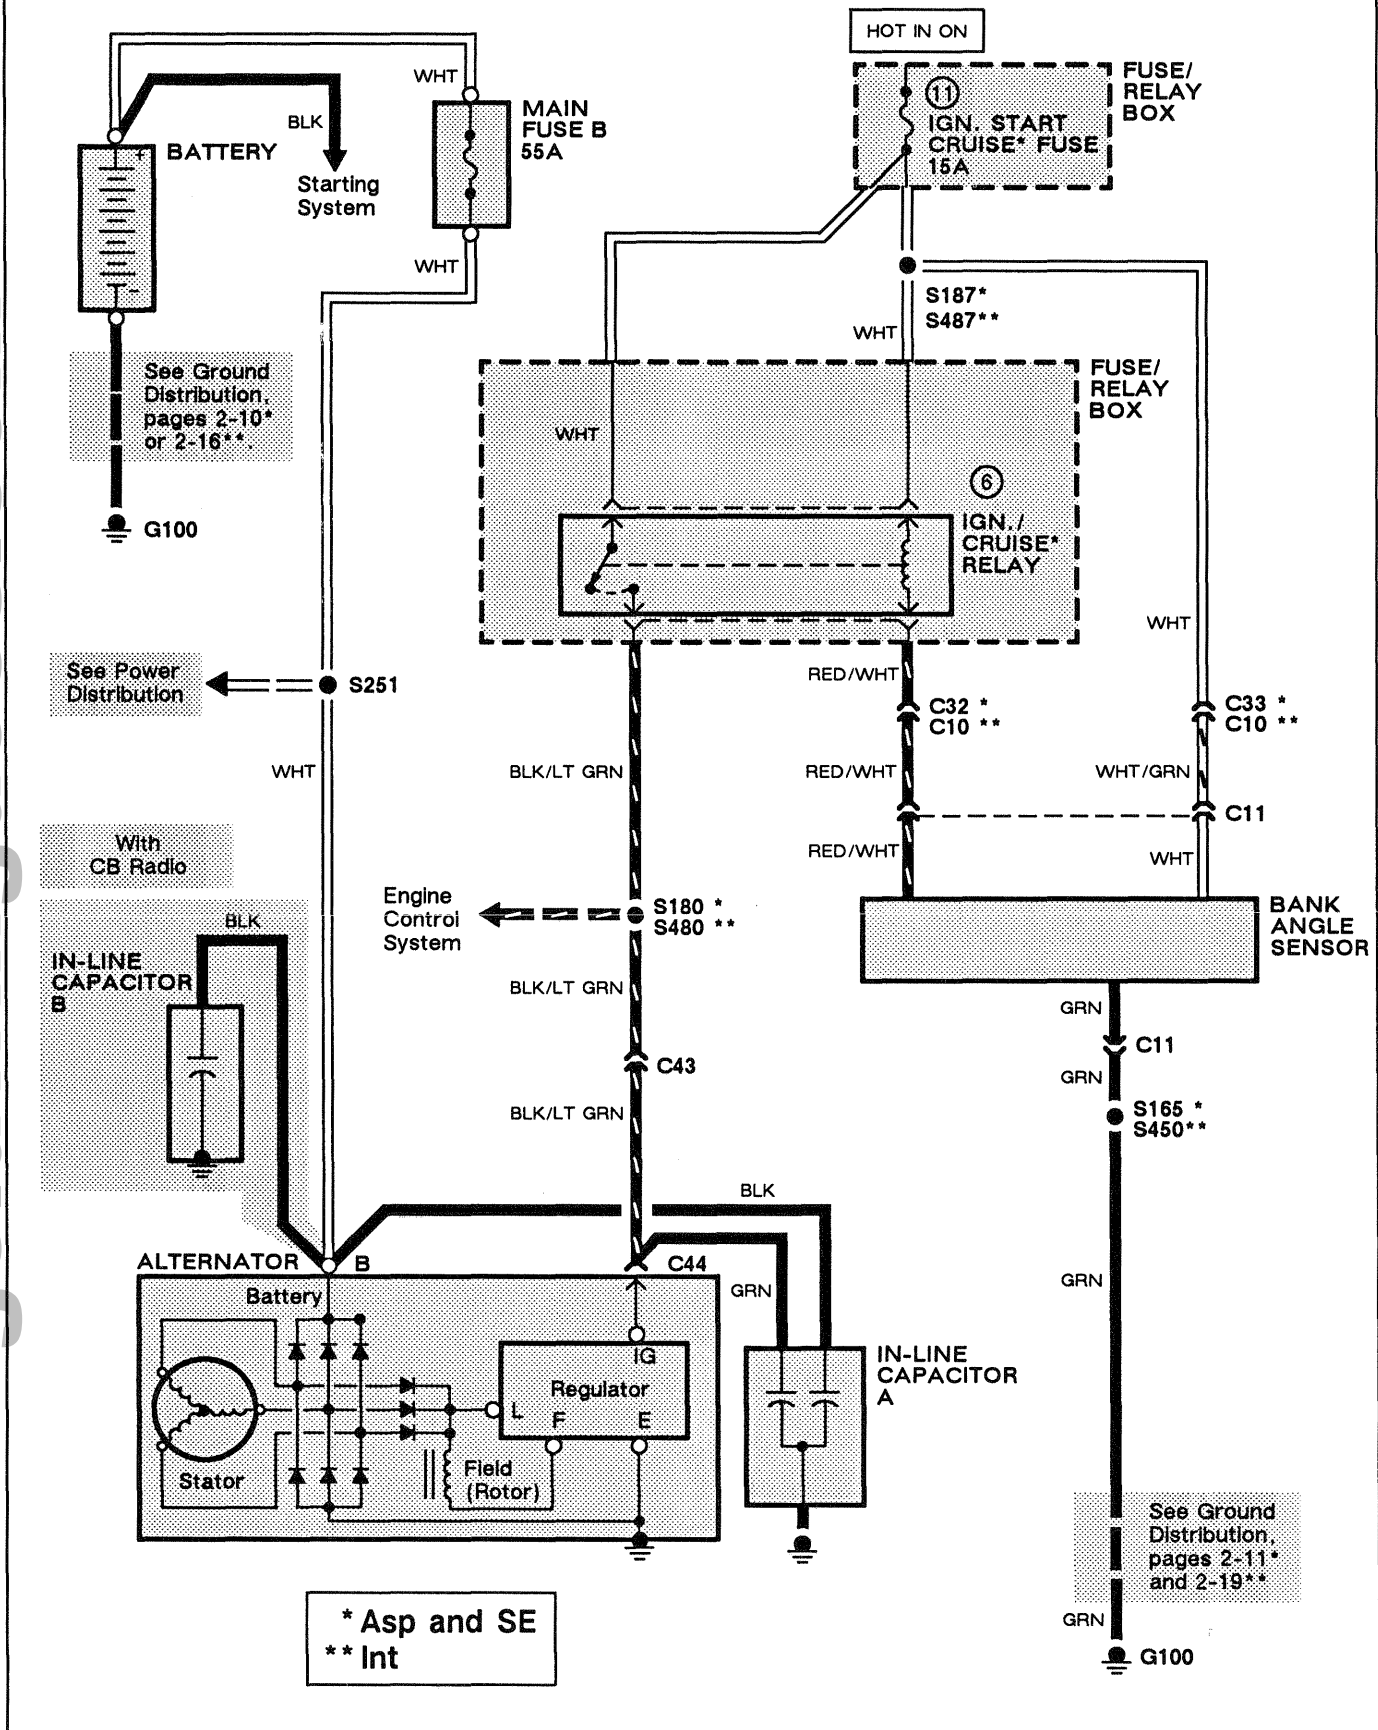 HOT IN ON
FUSE/
RELAY
BOX
11
IGN. START
CRUISE* FUSE
15A
WHT
MAIN
FUSE B
55A
BLK
BATTERY
+
-
Starting
System
WHT
S187*
S487**
WHT
See Ground
Distribution,
pages 2-10*
or 2-16**.
G100
FUSE/
RELAY
BOX
WHT
6
IGN./
CRUISE*
RELAY
WHT
See Power
Distribution
S251
RED/WHT
C32 *
C10 **
C33 *
C10 **
WHT
BLK/LT GRN
RED/WHT
WHT/GRN
C11
With
CB Radio
RED/WHT
WHT
Engine
Control
System
S180 *
S480 **
BANK
ANGLE
SENSOR
BLK
IN-LINE
CAPACITOR
B
BLK/LT GRN
GRN
C11
C43
GRN
BLK/LT GRN
S165 *
S450**
BLK
ALTERNATOR
B
C44
GRN
GRN
Battery
IG
Regulator
L
F
E
IN-LINE
CAPACITOR
A
Stator
Field
(Rotor)
See Ground
Distribution,
pages 2-11*
and 2-19**
GRN
G100
* Asp and SE
** Int